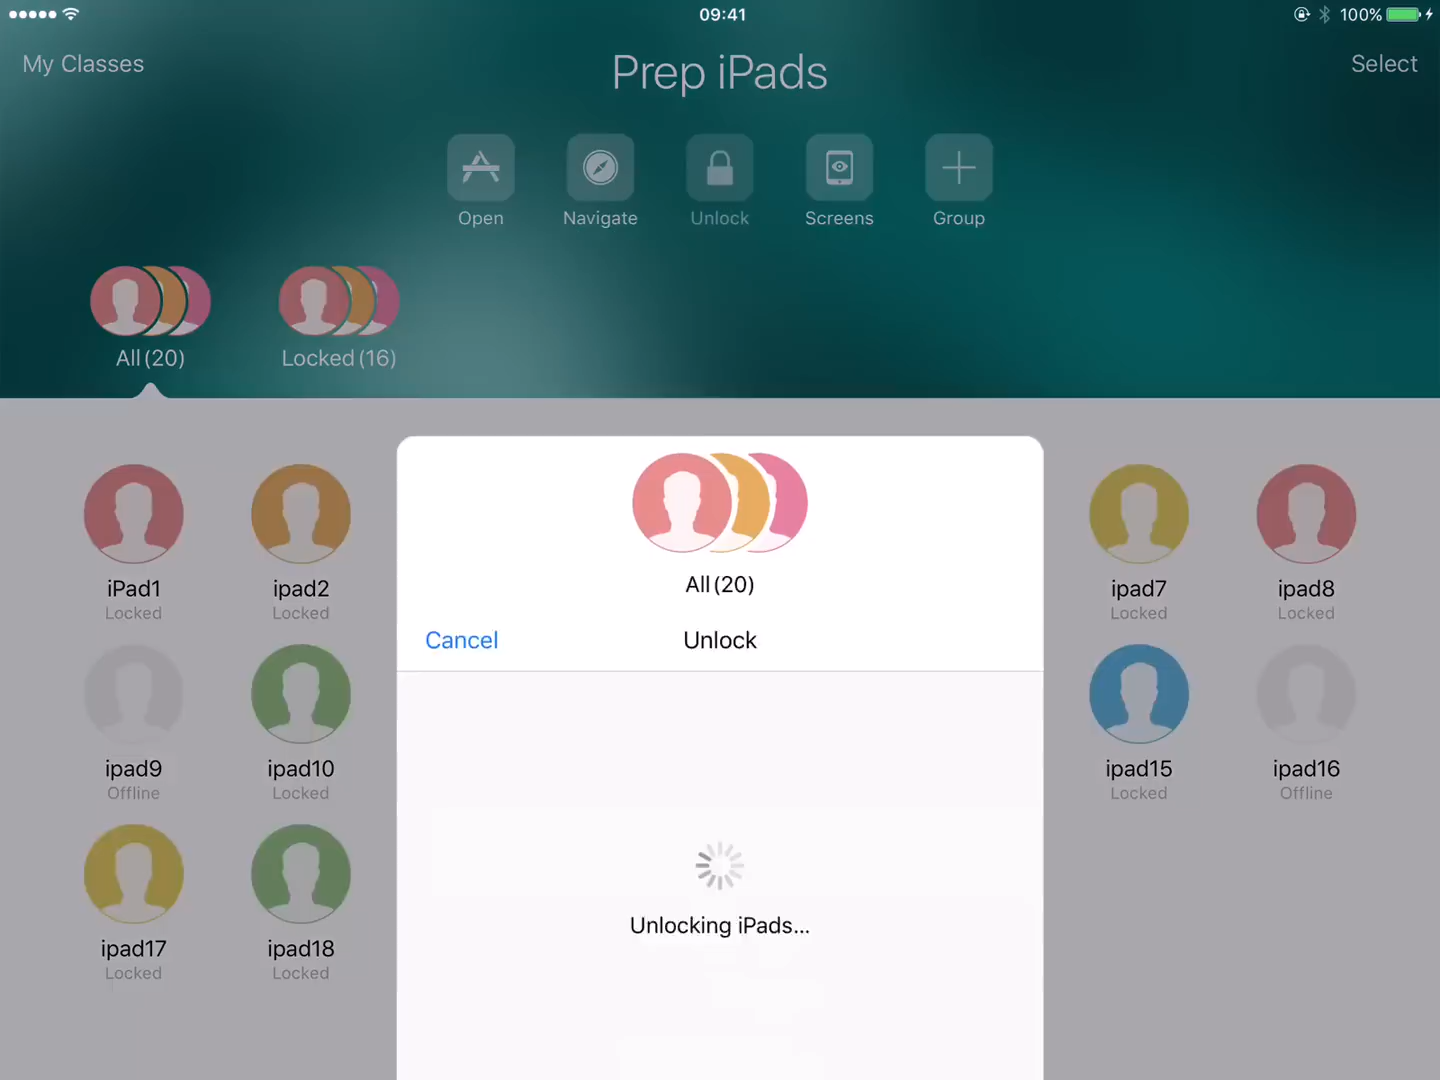 09:41
100%
My Classes
Prep iPads
Select
Open
Navigate
Unlock
Screens
Group
All (20)
Locked (16)
iPad1
Locked
ipad2
Locked
All (20)
ipad7
Locked
ipad8
Locked
Cancel
Unlock
ipad9
Offline
ipad10
Locked
ipad15
Locked
ipad16
Offline
Unlocking iPads...
ipad17
Locked
ipad18
Locked